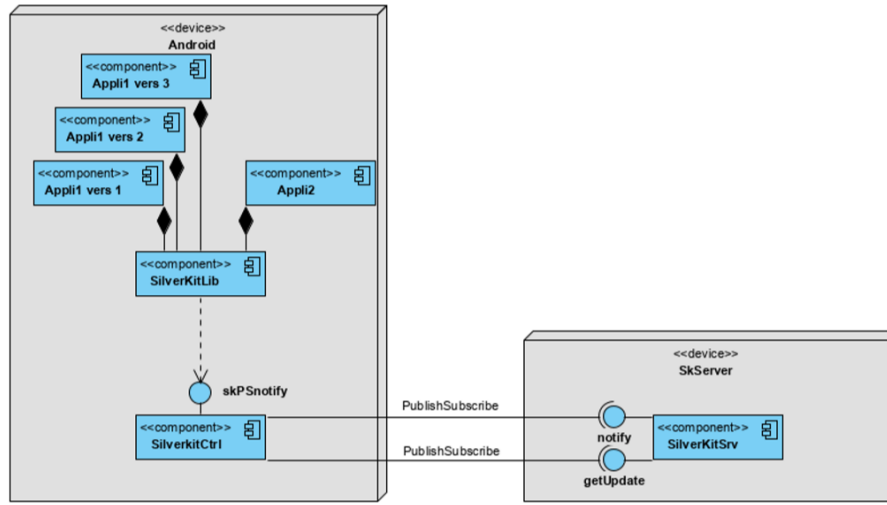 <<device>>
Android
<<component>>
Appli1 vers 3
<<component>>
Appli1 vers 2
<<component>>
Appli1 vers 1
<<component>>
Appli2
<<component>>
SilverKitLib
skPSnotify
<<component>>
SilverkitCtrl
PublishSubscribe
PublishSubscribe
<<device>>
SkServer
notify
getUpdate
<<component>>
SilverKitSrv